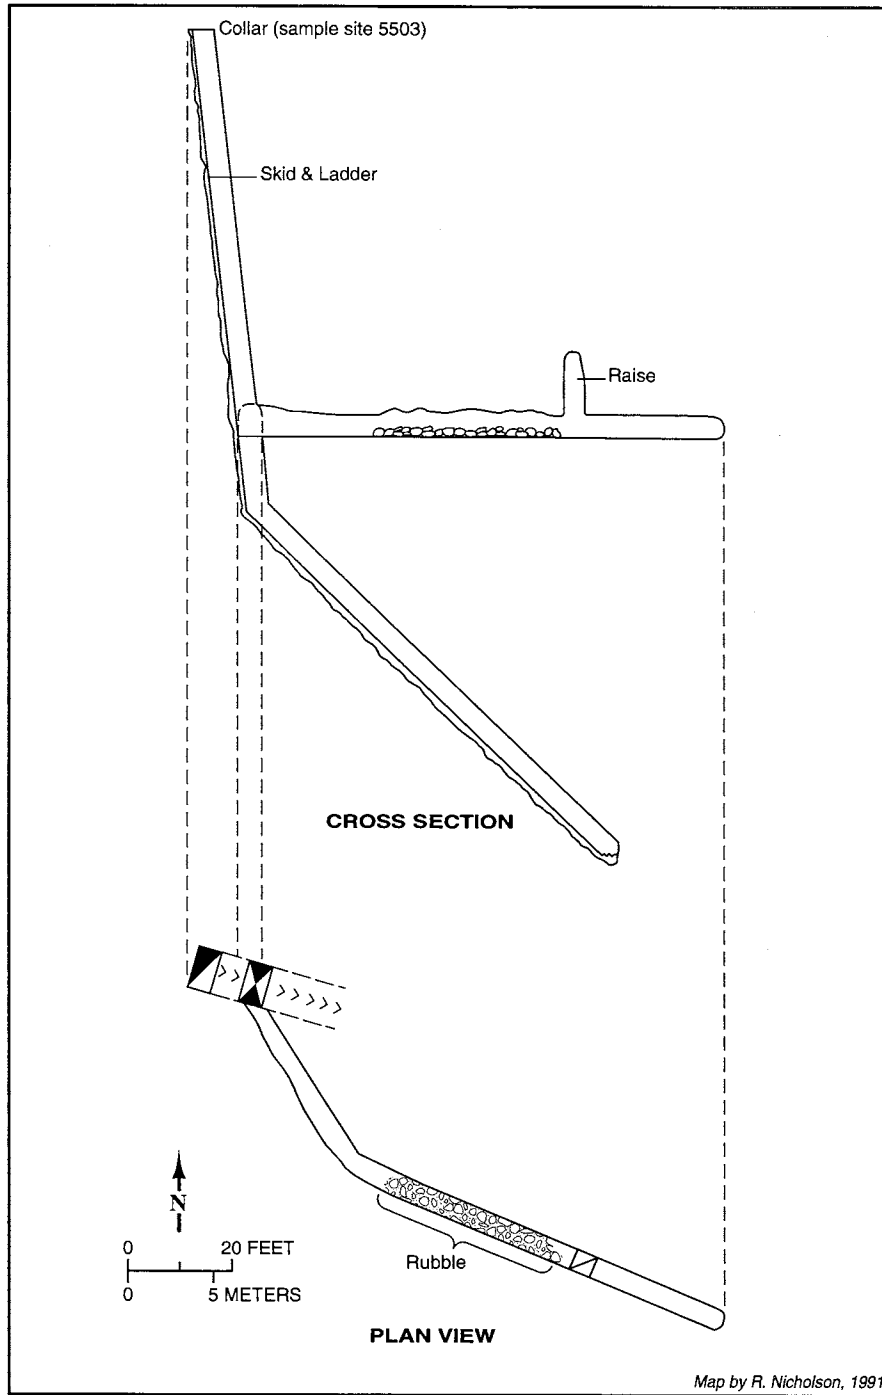 Collar (sample site 5503)
Skid & Ladder
Raise
CROSS SECTION
N
0 20 FEET
0 5 METERS
Rubble
PLAN VIEW
Map by R. Nicholson, 1991